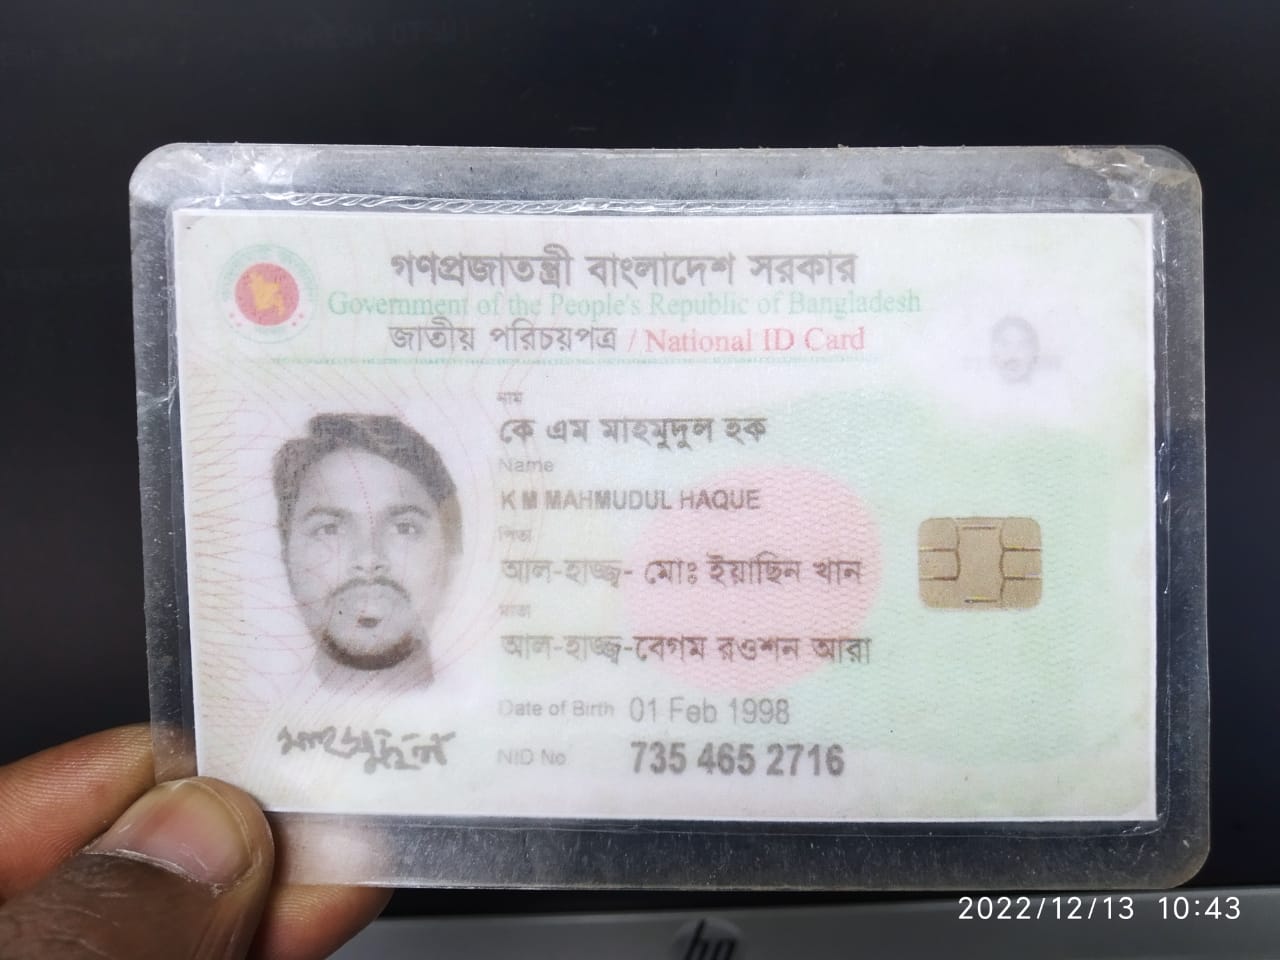 গণপ্রজাতন্ত্রী বাংলাদেশ সরকার
Government of the People's Republic of Bangladesh
জাতীয় পরিচয়পত্র / National ID Card
নাম
কে এম মাহমুদুল হক
Name
K M MAHMUDUL HAQUE
পিতা
আল-হাজ্ব- মোঃ ইয়াছিন খান
মাতা
আল-হাজ্ব-বেগম রওশন আরা
Date of Birth 01 Feb 1998
NID No 735 465 2716
2022/12/13 10:43
hp